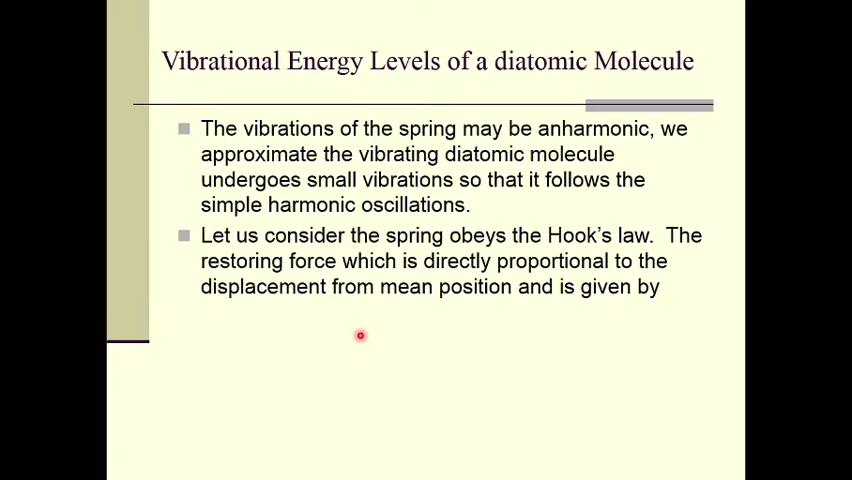 Vibrational Energy Levels of a diatomic Molecule
The vibrations of the spring may be anharmonic, we
approximate the vibrating diatomic molecule
undergoes small vibrations so that it follows the
simple harmonic oscillations.
Let us consider the spring obeys the Hook's law.  The
restoring force which is directly proportional to the
displacement from mean position and is given by